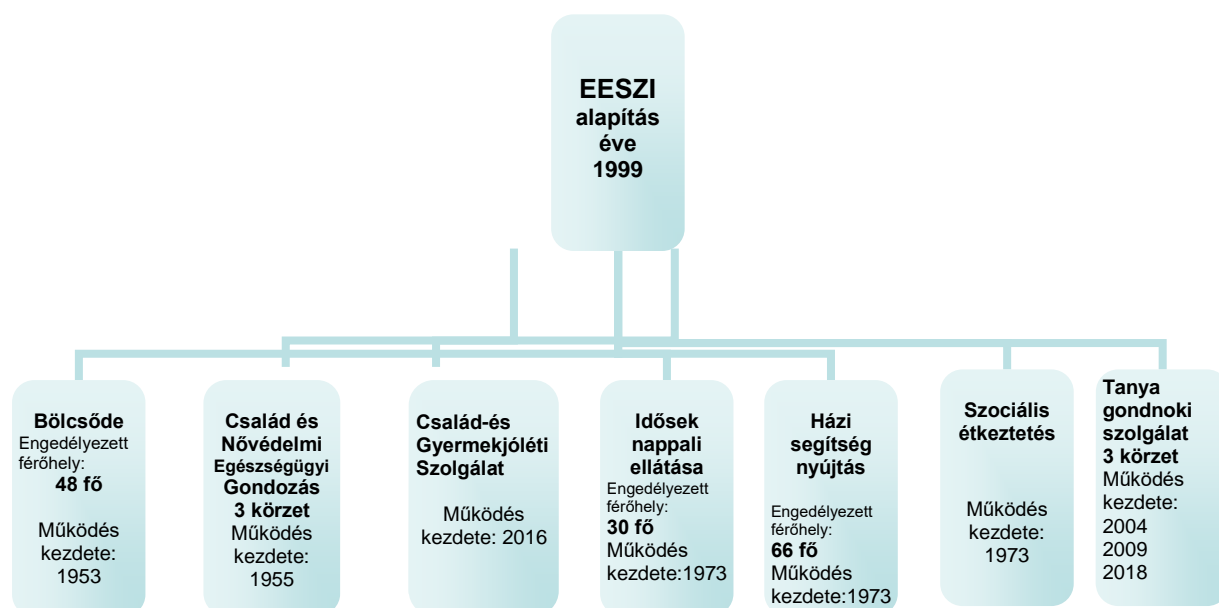 EESZI
alapítás
éve
1999
Bölcsőde
Engedélyezett
férőhely:
48 fő
Működés
kezdete:
1953
Család és
Nővédelmi
Egészségügyi
Gondozás
3 körzet
Működés
kezdete:
1955
Család-és
Gyermekjóléti
Szolgálat
Működés
kezdete: 2016
Idősek
nappali
ellátása
Engedélyezett
férőhely:
30 fő
Működés
kezdete:1973
Házi
segítség
nyújtás
Engedélyezett
férőhely:
66 fő
Működés
kezdete:1973
Szociális
étkeztetés
Működés
kezdete:
1973
Tanya
gondnoki
szolgálat
3 körzet
Működés
kezdete:
2004
2009
2018